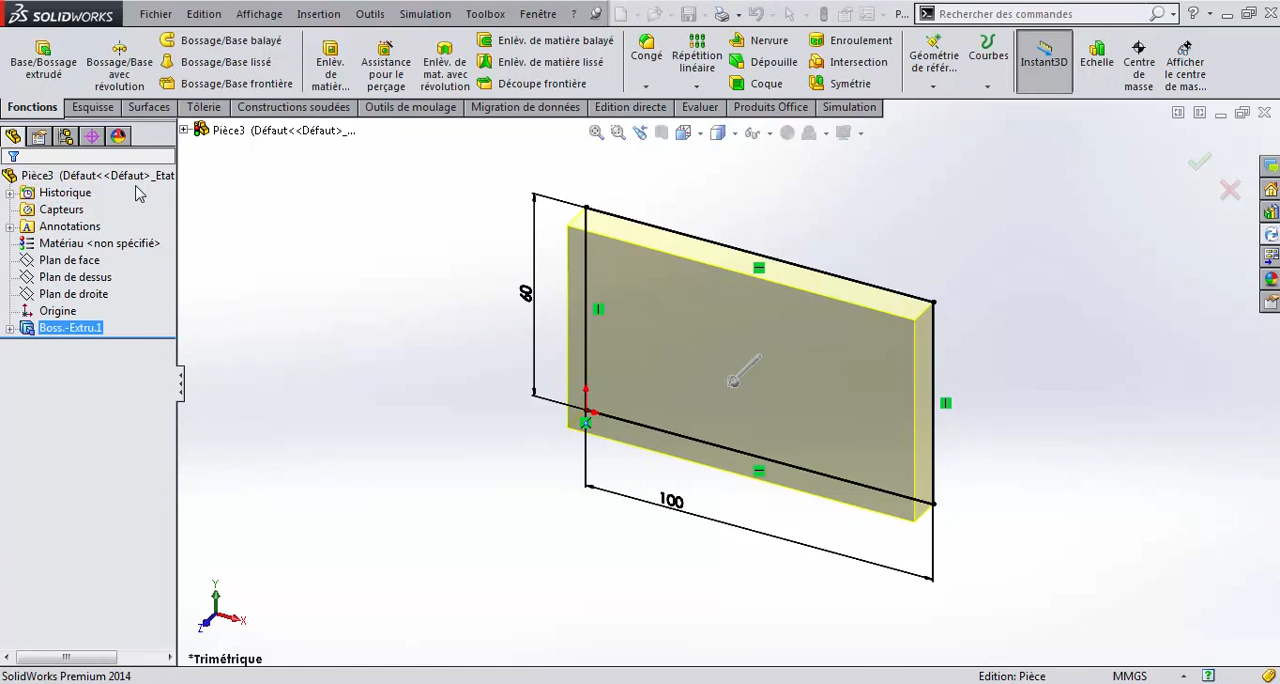 SOLIDWORKS Fichier Edition Affichage Insertion Outils Simulation Toolbox Fenêtre ? P... Rechercher des commandes ?
Base/Bossage extrudé
Bossage/Base avec révolution
Bossage/Base balayé
Bossage/Base lissé
Bossage/Base frontière
Enlèv. de matière...
Assistance pour le perçage
Enlèv. de mat. avec révolution
Enlèv. de matière balayé
Enlèv. de matière lissé
Découpe frontière
Congé
Répétition linéaire
Nervure
Dépouille
Coque
Enroulement
Intersection
Symétrie
Géométrie de référ...
Courbes
Instant3D
Echelle
Centre de masse
Afficher le centre de mas...
Fonctions Esquisse Surfaces Tôlerie Constructions soudées Outils de moulage Migration de données Edition directe Evaluer Produits Office Simulation
Pièce3 (Défaut<<Défaut>_...
Pièce3 (Défaut<<Défaut>_Etat
Historique
Capteurs
Annotations
Matériau <non spécifié>
Plan de face
Plan de dessus
Plan de droite
Origine
Boss.-Extru.1
60
100
Y
X
Z
*Trimétrique
SolidWorks Premium 2014 Edition: Pièce MMGS